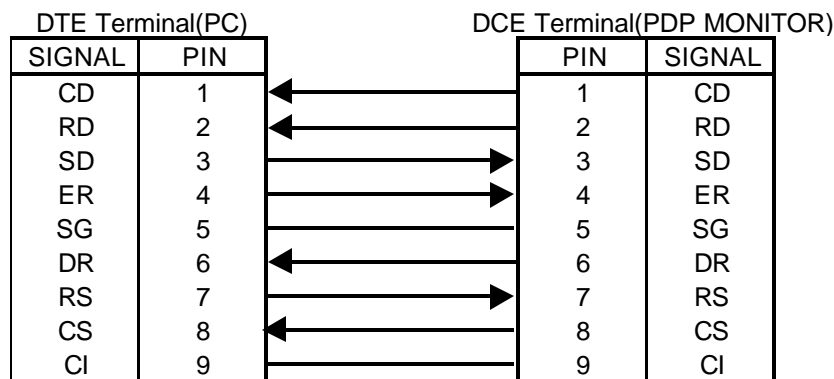 DTE Terminal(PC) DCE Terminal(PDP MONITOR)
SIGNAL PIN PIN SIGNAL
CD 1 1 CD
RD 2 2 RD
SD 3 3 SD
ER 4 4 ER
SG 5 5 SG
DR 6 6 DR
RS 7 7 RS
CS 8 8 CS
CI 9 9 CI